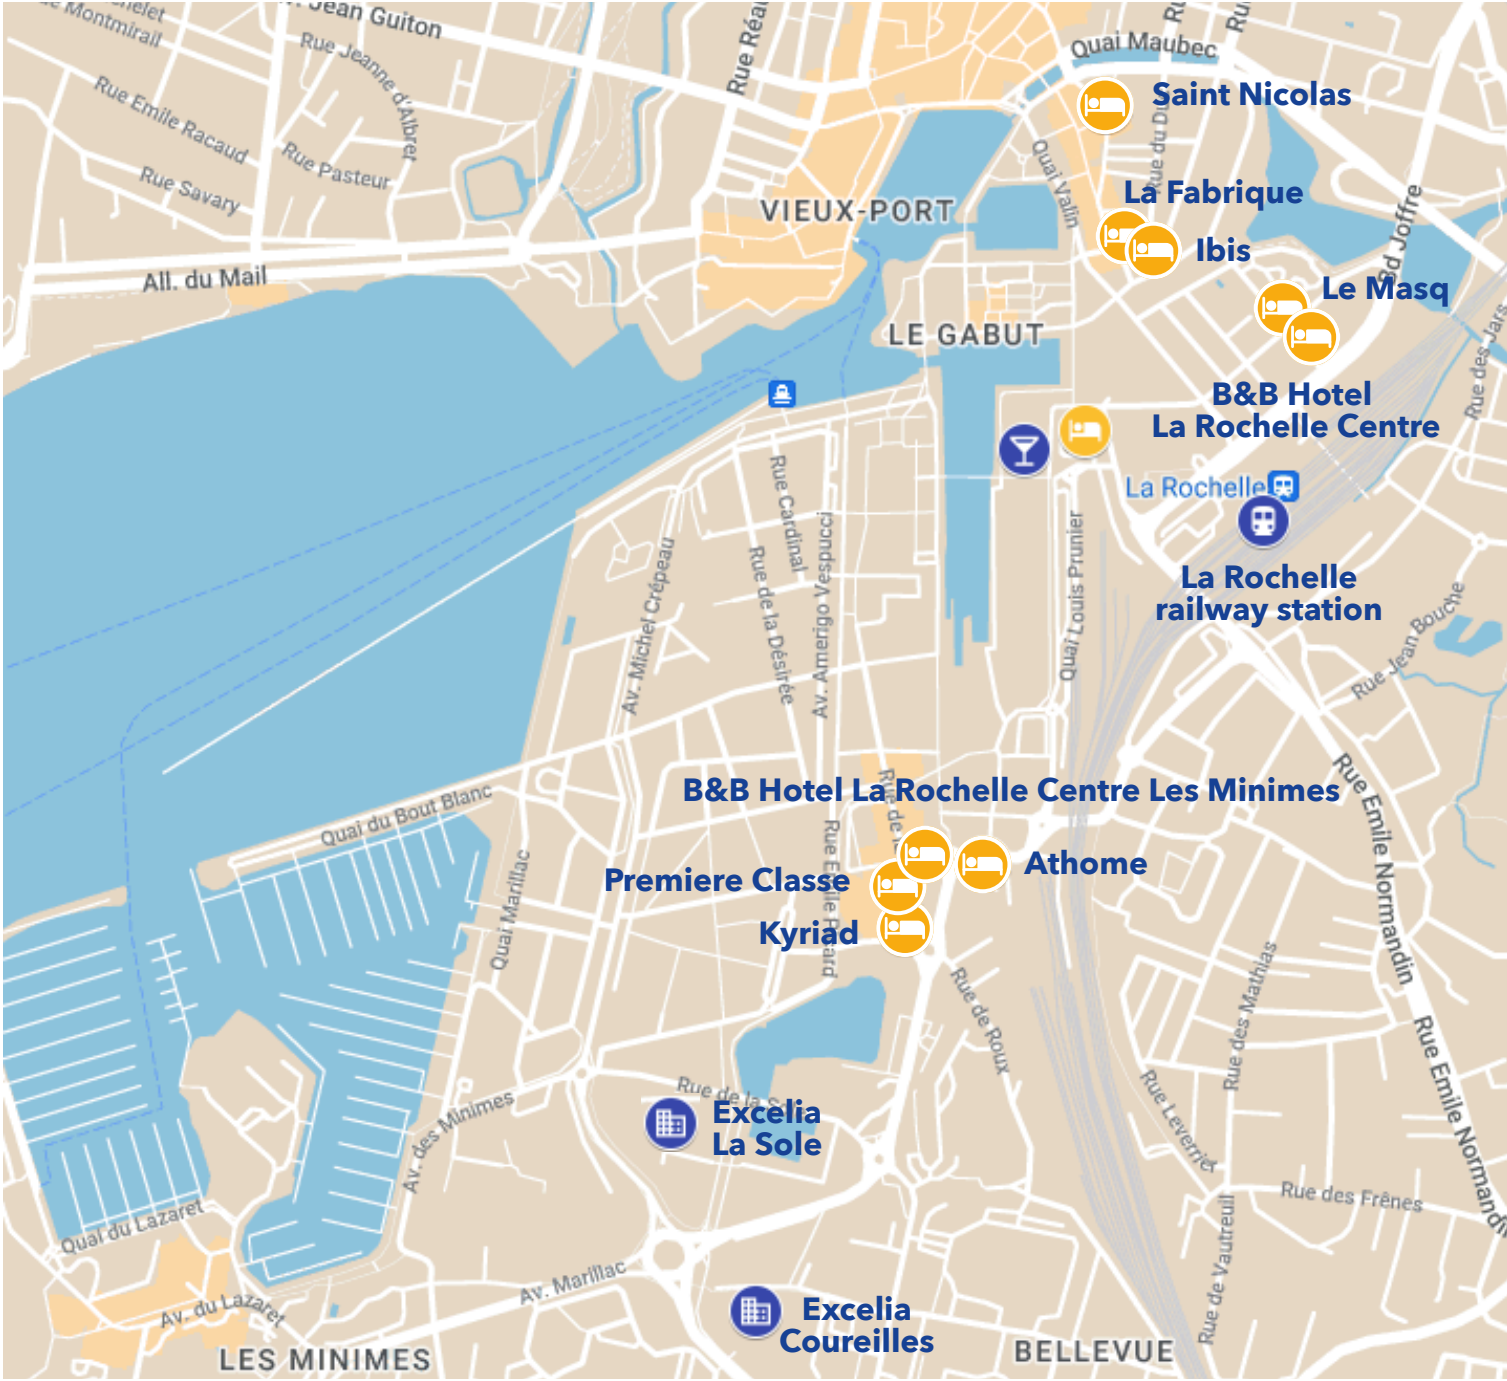 Jean Guiton
Montmirail
Rue Jeanne d'Albret
Rue Emile Racaud
Rue Pasteur
Rue Savary
All. du Mail
Quai Maubec
Saint Nicolas
Quai Valin
La Fabrique
VIEUX-PORT
Ibis
Bd Joffre
Le Masq
LE GABUT
Rue des Jars
B&B Hotel
La Rochelle Centre
La Rochelle
La Rochelle
railway station
Rue Cardinal
Av. Amerigo Vespucci
Rue de la Désirée
Av. Michel Crépeau
Quai Louis Prunier
Rue Jean Bouche
B&B Hotel La Rochelle Centre Les Minimes
Rue Emile Normandin
Quai du Bout Blanc
Athome
Premiere Classe
Kyriad
Quai Marillac
Rue de Roux
Rue des Mathias
Rue Emile Normandin
Rue de la
Excelia
La Sole
Av. des Minimes
Rue Leverrier
Rue des Frênes
Quai du Lazaret
Rue de Vautreuil
Av. Marillac
Av. du Lazaret
Excelia
Coureilles
LES MINIMES
BELLEVUE